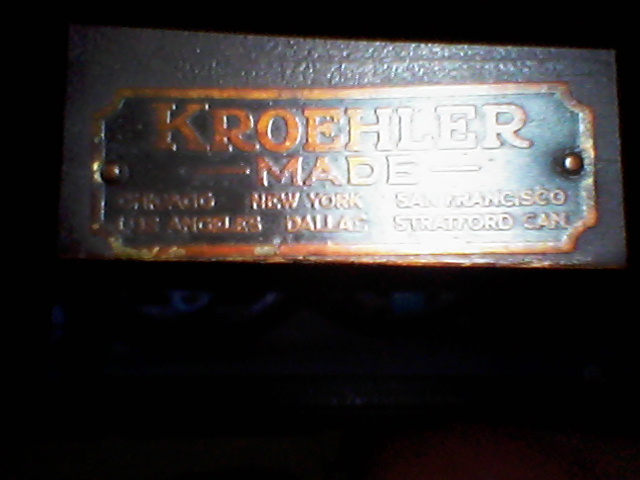 KROEHLER
MADE
CHICAGO NEW YORK SAN FRANCISCO
LOS ANGELES DALLAS STRATFORD CAN.